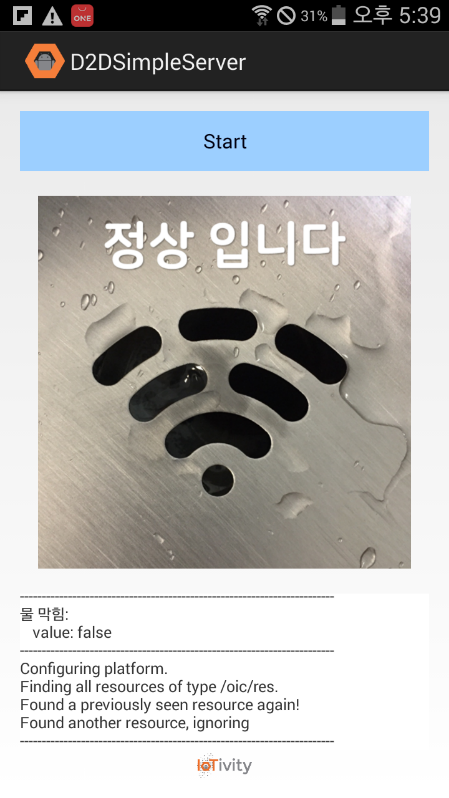 ONE
31%
오후 5:39
D2DSimpleServer
Start
정상 입니다
----------------------------------------------------------------------
물 막힘:
value: false
----------------------------------------------------------------------
Configuring platform.
Finding all resources of type /oic/res.
Found a previously seen resource again!
Found another resource, ignoring
----------------------------------------------------------------------
IoTivity